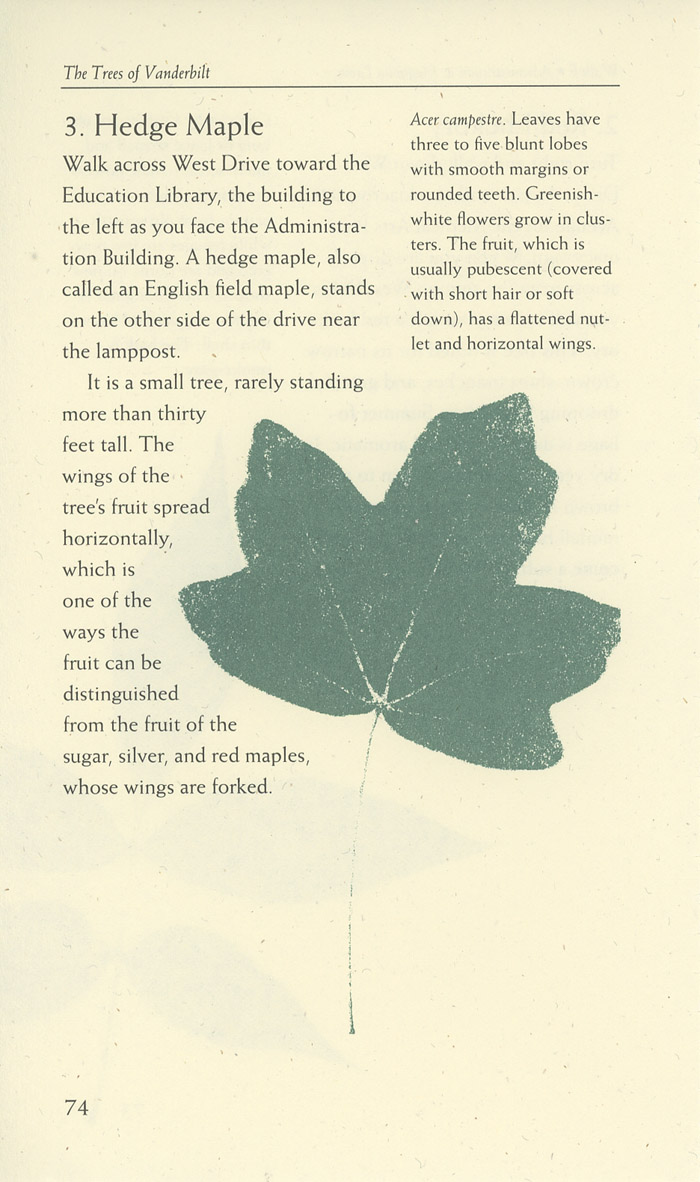 The Trees of Vanderbilt
3. Hedge Maple
Walk across West Drive toward the
Education Library, the building to
the left as you face the Administra-
tion Building. A hedge maple, also
called an English field maple, stands
on the other side of the drive near
the lamppost.
It is a small tree, rarely standing
more than thirty
feet tall. The
wings of the
tree's fruit spread
horizontally,
which is
one of the
ways the
fruit can be
distinguished
from the fruit of the
sugar, silver, and red maples,
whose wings are forked.
Acer campestre. Leaves have
three to five blunt lobes
with smooth margins or
rounded teeth. Greenish-
white flowers grow in clus-
ters. The fruit, which is
usually pubescent (covered
with short hair or soft
down), has a flattened nut-
let and horizontal wings.
74